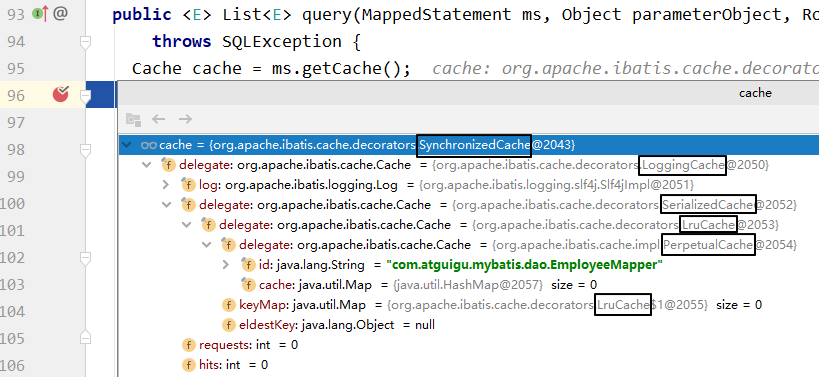 93 @ public <E> List<E> query(MappedStatement ms, Object parameterObject, Ro
94 throws SQLException {
95 Cache cache = ms.getCache(); cache: org.apache.ibatis.cache.decorato
96 cache
97
98 cache = {org.apache.ibatis.cache.decorators.SynchronizedCache@2043}
delegate: org.apache.ibatis.cache.Cache = {org.apache.ibatis.cache.decorators.LoggingCache@2050}
99 log: org.apache.ibatis.logging.Log = {org.apache.ibatis.logging.slf4j.Slf4jImpl@2051}
100 delegate: org.apache.ibatis.cache.Cache = {org.apache.ibatis.cache.decorators.SerializedCache@2052}
101 delegate: org.apache.ibatis.cache.Cache = {org.apache.ibatis.cache.decorators.LruCache@2053}
102 delegate: org.apache.ibatis.cache.Cache = {org.apache.ibatis.cache.impl.PerpetualCache@2054}
id: java.lang.String = "com.atguigu.mybatis.dao.EmployeeMapper"
103 cache: java.util.Map = {java.util.HashMap@2057} size = 0
104 keyMap: java.util.Map = {org.apache.ibatis.cache.decorators.LruCache$1@2055} size = 0
eldestKey: java.lang.Object = null
105 requests: int = 0
106 hits: int = 0